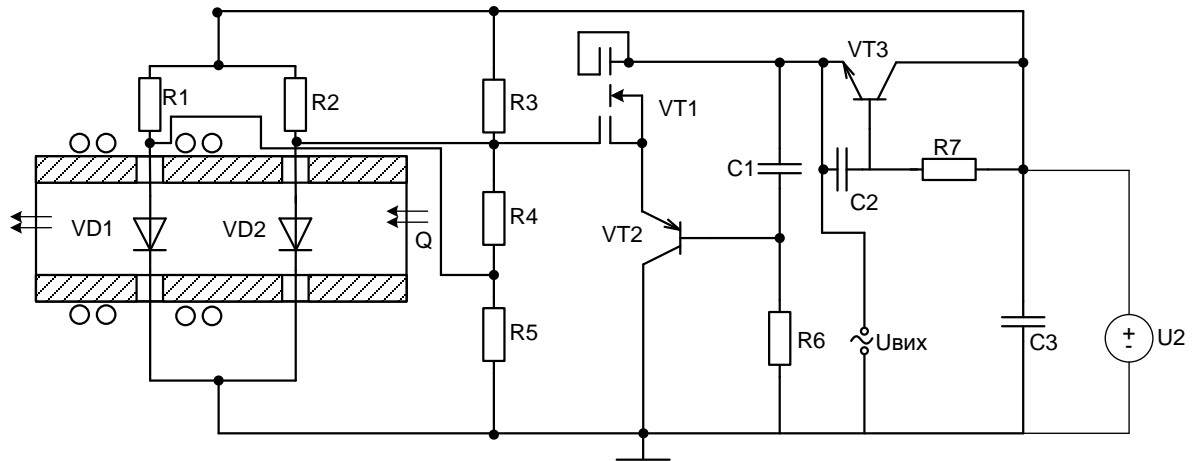 R1
R2
R3
VT1
VT3
R7
C1
C2
VD1
VD2
Q
R4
VT2
R5
R6
Uвих
C3
+
-
U2